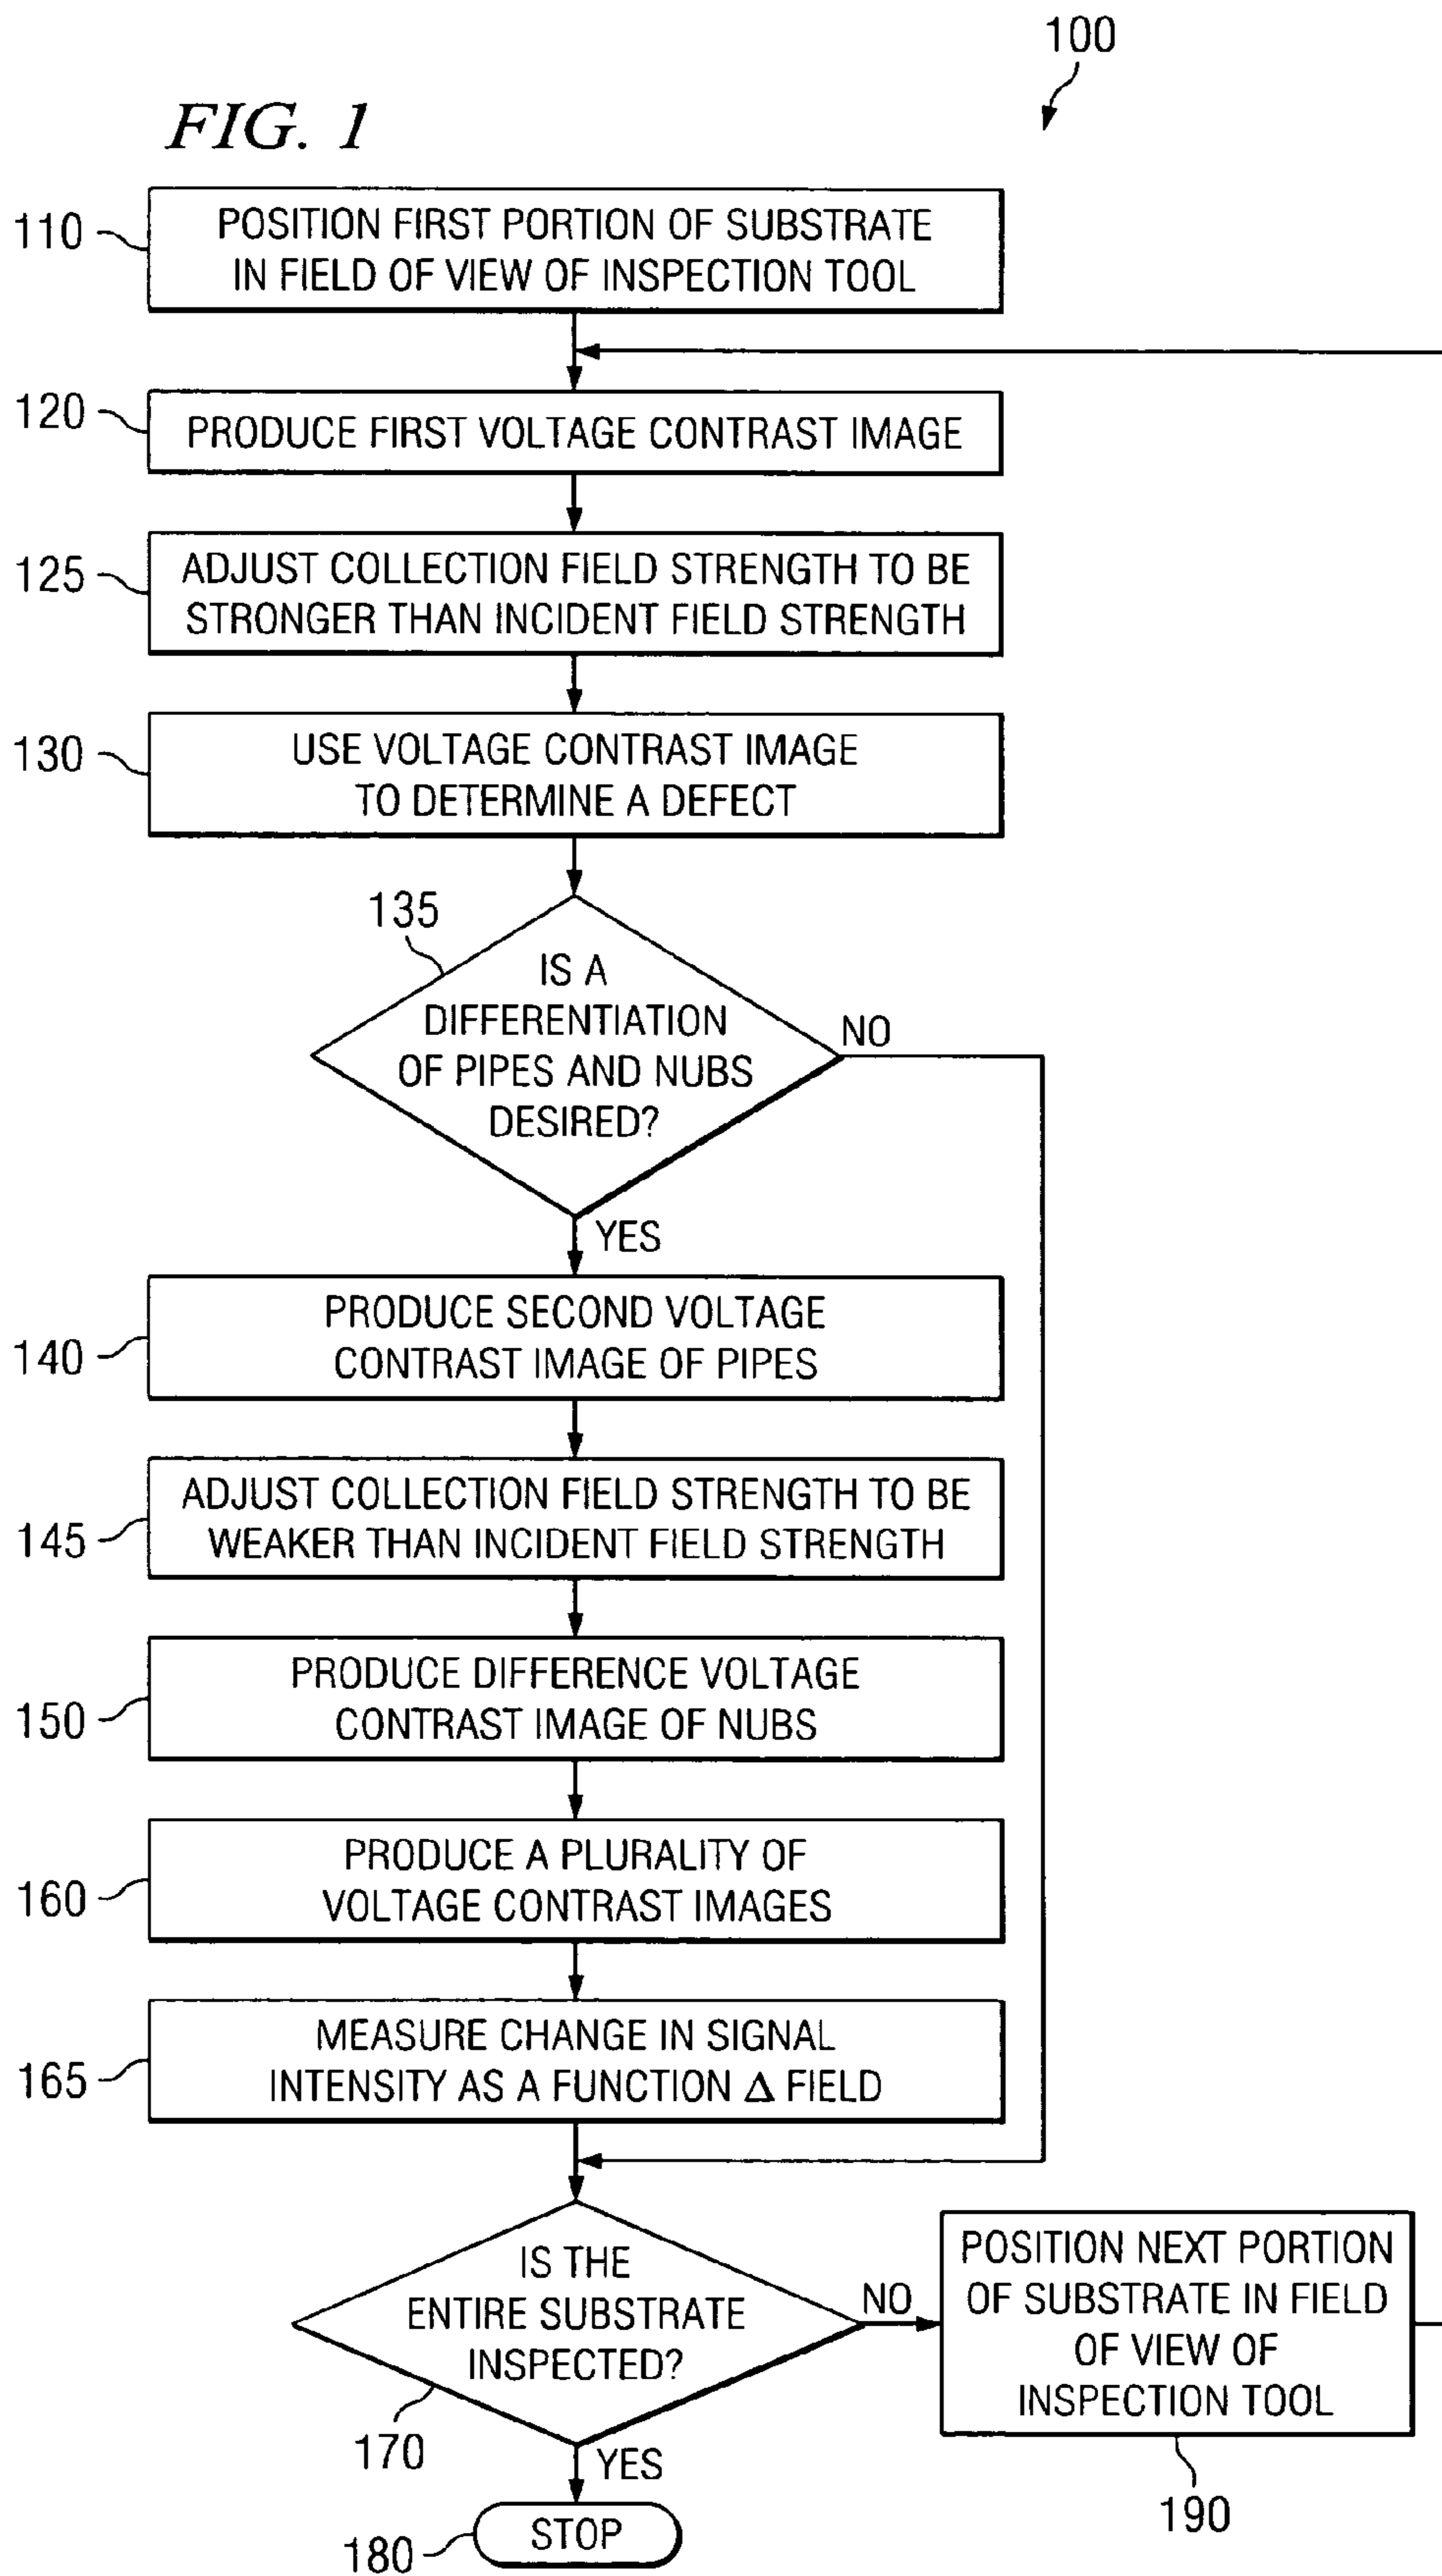 100
FIG. 1
110
POSITION FIRST PORTION OF SUBSTRATE
IN FIELD OF VIEW OF INSPECTION TOOL
120
PRODUCE FIRST VOLTAGE CONTRAST IMAGE
125
ADJUST COLLECTION FIELD STRENGTH TO BE
STRONGER THAN INCIDENT FIELD STRENGTH
130
USE VOLTAGE CONTRAST IMAGE
TO DETERMINE A DEFECT
135
IS A
DIFFERENTIATION
OF PIPES AND NUBS
DESIRED?
NO
YES
140
PRODUCE SECOND VOLTAGE
CONTRAST IMAGE OF PIPES
145
ADJUST COLLECTION FIELD STRENGTH TO BE
WEAKER THAN INCIDENT FIELD STRENGTH
150
PRODUCE DIFFERENCE VOLTAGE
CONTRAST IMAGE OF NUBS
160
PRODUCE A PLURALITY OF
VOLTAGE CONTRAST IMAGES
165
MEASURE CHANGE IN SIGNAL
INTENSITY AS A FUNCTION Δ FIELD
170
IS THE
ENTIRE SUBSTRATE
INSPECTED?
NO
YES
POSITION NEXT PORTION
OF SUBSTRATE IN FIELD
OF VIEW OF
INSPECTION TOOL
190
180
STOP